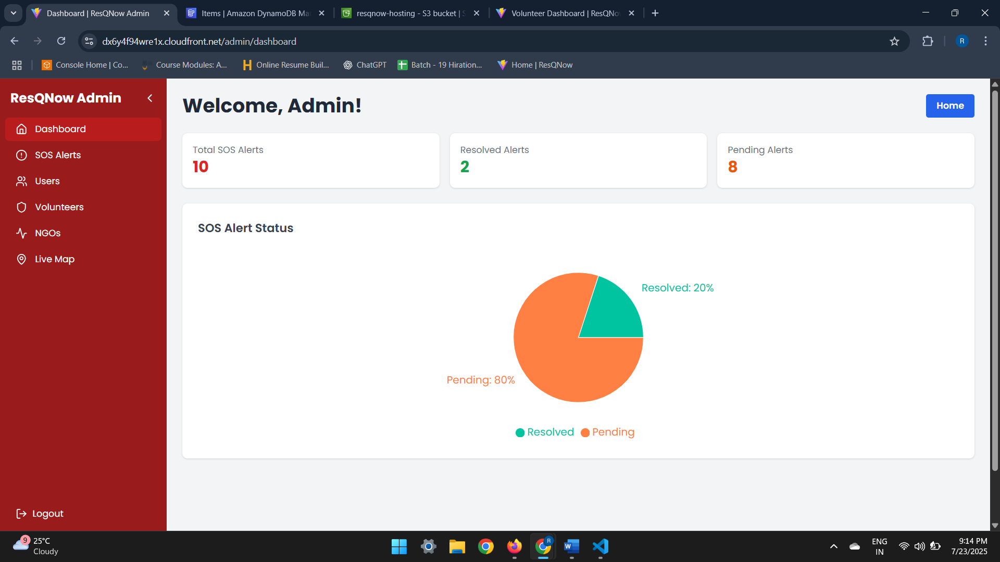 Dashboard | ResQNow Admin
Items | Amazon DynamoDB Ma
resqnow-hosting - S3 bucket | S
Volunteer Dashboard | ResQNo
dx6y4f94wre1x.cloudfront.net/admin/dashboard
R
Console Home | Co...
Course Modules: A...
Online Resume Buil...
ChatGPT
Batch - 19 Hiration...
Home | ResQNow
ResQNow Admin
Dashboard
SOS Alerts
Users
Volunteers
NGOs
Live Map
Logout
Welcome, Admin!
Home
Total SOS Alerts
10
Resolved Alerts
2
Pending Alerts
8
SOS Alert Status
Resolved: 20%
Pending: 80%
Resolved
Pending
9
25°C
Cloudy
R
W
ENG
IN
9:14 PM
7/23/2025